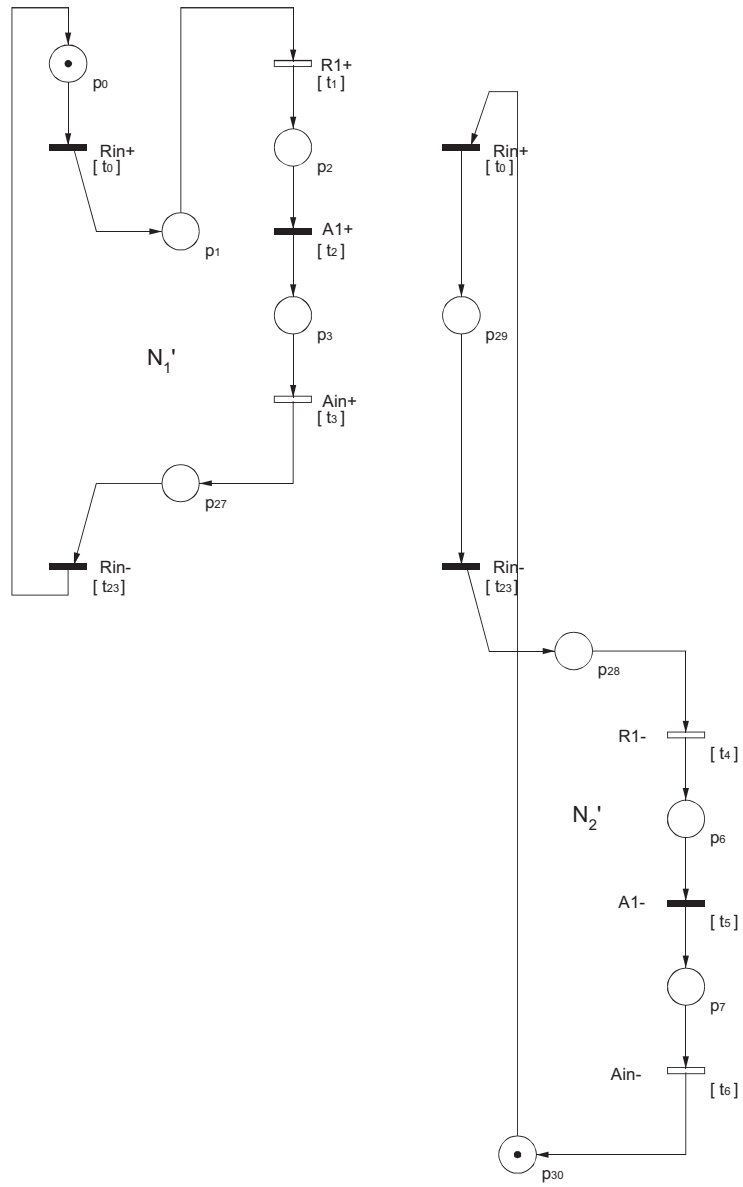 p0
Rin+
[ t0 ]
p1
R1+
[ t1 ]
p2
A1+
[ t2 ]
p3
N1'
Ain+
[ t3 ]
p27
Rin-
[ t23 ]
Rin+
[ t0 ]
p29
Rin-
[ t23 ]
p28
R1-
[ t4 ]
N2'
p6
A1-
[ t5 ]
p7
Ain-
[ t6 ]
p30